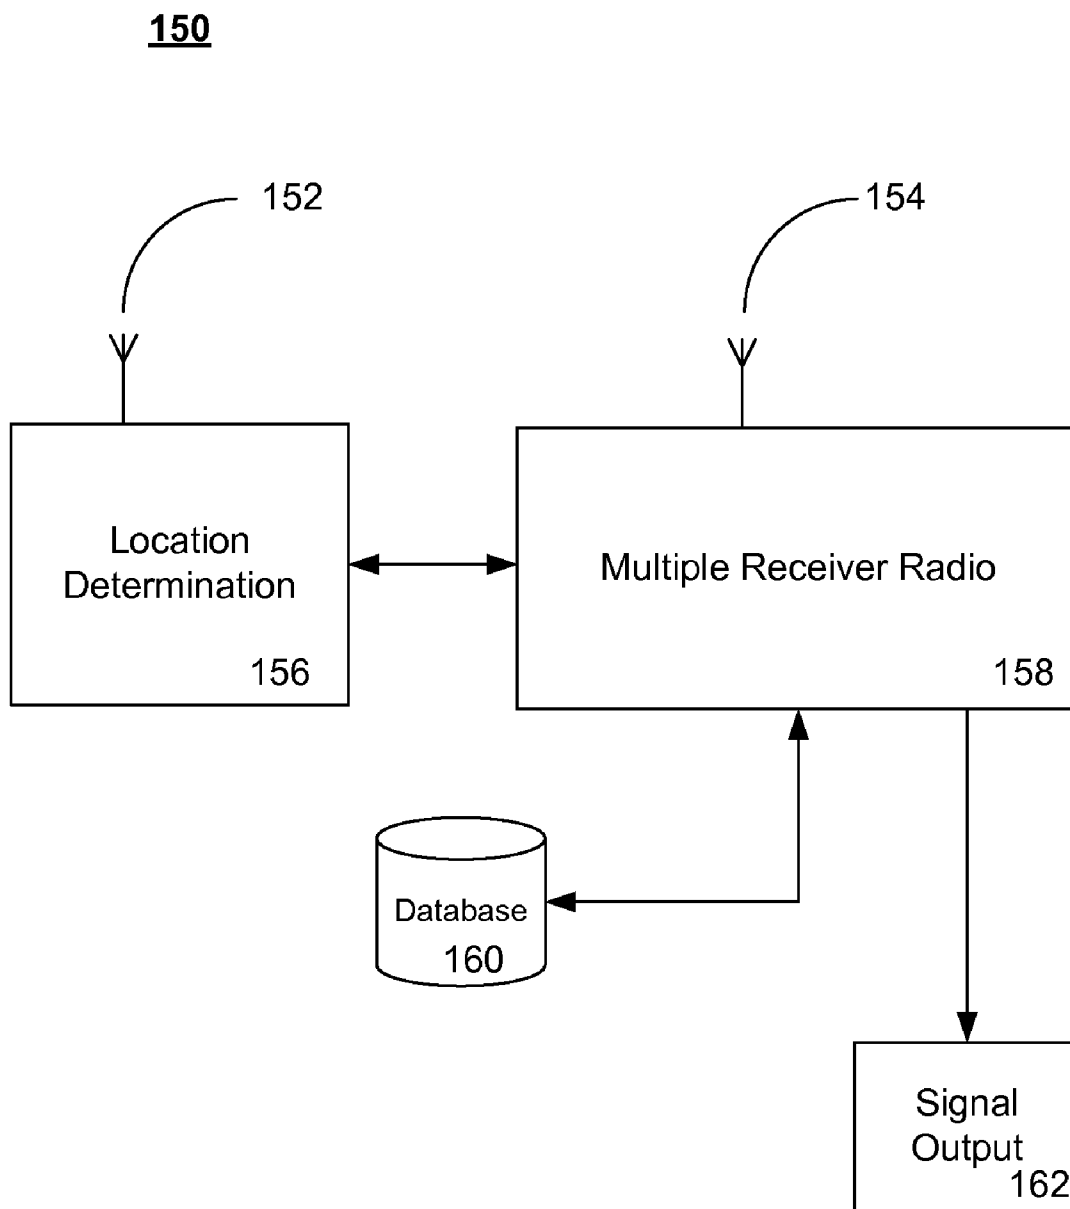 150
152
154
Location
Determination
156
Multiple Receiver Radio
158
Database
160
Signal
Output
162